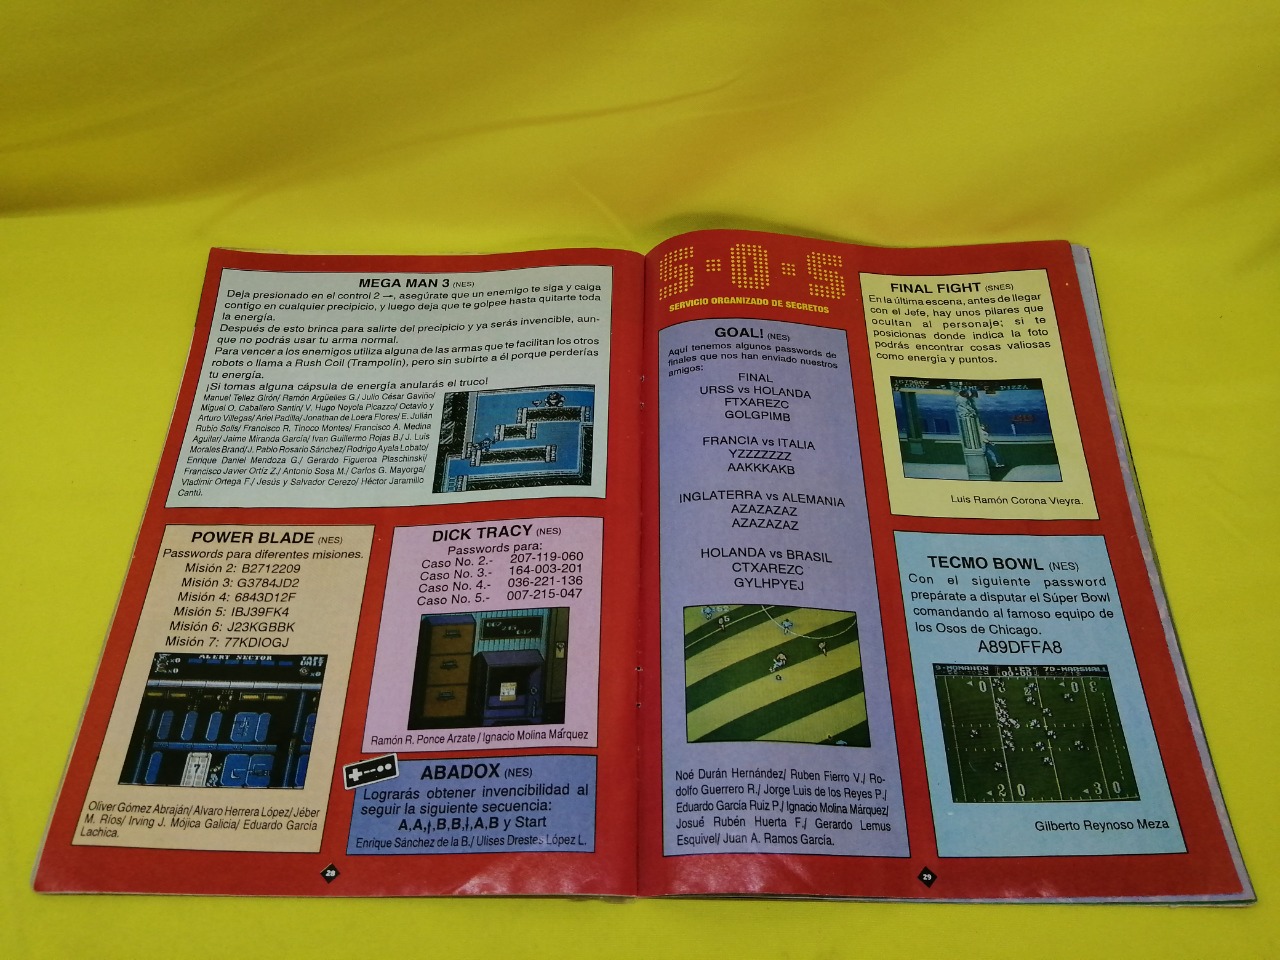 MEGA MAN 3 (NES)
Deja presionado en el control 2 →, asegúrate que un enemigo te siga y caiga
contigo en cualquier precipicio, y luego deja que te golpee hasta quitarte toda
la energía.
Después de esto brinca para salirte del precipicio y ya serás invencible, aun-
que no podrás usar tu arma normal.
Para vencer a los enemigos utiliza alguna de las armas que te facilitan los otros
robots o llama a Rush Coil (Trampolín), pero sin subirte a él porque perderías
tu energía.
¡Si tomas alguna cápsula de energía anularás el truco!
Manuel Tellez Girón/ Ramón Argüeles G./ Julio César Gaviño/
Miguel O. Caballero Santin/ V. Hugo Noyola Picazzo/ Octavio y
Arturo Villegas/ Ariel Padilla/ Jonathan de Loera Flores/ E. Julián
Rubio Solís/ Francisco R. Tinoco Montes/ Francisco A. Medina
Aguilar/ Jaime Miranda García/ Ivan Guillermo Rojas B./ J. Luis
Morales Brand/ J. Pablo Rosario Sánchez/ Rodrigo Ayala Lobato/
Enrique Daniel Mendoza G./ Gerardo Figueroa Plaschinski/
Francisco Javier Ortíz Z./ Antonio Sosa M./ Carlos G. Mayorga/
Vladimir Ortega F./ Jesús y Salvador Cerezo/ Héctor Jaramillo
Cantú.
POWER BLADE (NES)
Passwords para diferentes misiones.
Misión 2: B2712209
Misión 3: G3784JD2
Misión 4: 6843D12F
Misión 5: IBJ39FK4
Misión 6: J23KGBBK
Misión 7: 77KDIOGJ
ALERT SECTOR
Oliver Gómez Abraján/ Alvaro Herrera López/ Jéber
M. Ríos/ Irving J. Mójica Galicia/ Eduardo García
Lachica.
DICK TRACY (NES)
Passwords para:
Caso No. 2.- 207-119-060
Caso No. 3.- 164-003-201
Caso No. 4.- 036-221-136
Caso No. 5.- 007-215-047
Ramón R. Ponce Arzate/ Ignacio Molina Márquez
ABADOX (NES)
Lograrás obtener invencibilidad al
seguir la siguiente secuencia:
A,A,↑,B,B,↓,A,B y Start
Enrique Sánchez de la B./ Ulises Drestes López L.
28
S·O·S
SERVICIO ORGANIZADO DE SECRETOS
GOAL! (NES)
Aquí tenemos algunos passwords de
finales que nos han enviado nuestros
amigos:
FINAL
URSS vs HOLANDA
FTXAREZC
GOLGPIMB
FRANCIA vs ITALIA
YZZZZZZZ
AAKKKAKB
INGLATERRA vs ALEMANIA
AZAZAZAZ
AZAZAZAZ
HOLANDA vs BRASIL
CTXAREZC
GYLHPYEJ
Noé Durán Hernández/ Ruben Fierro V./ Ro-
dolfo Guerrero R./ Jorge Luis de los Reyes P./
Eduardo García Ruiz P./ Ignacio Molina Márquez/
Josué Rubén Huerta F./ Gerardo Lemus
Esquivel/ Juan A. Ramos García.
FINAL FIGHT (SNES)
En la última escena, antes de llegar
con el Jefe, hay unos pilares que
ocultan al personaje; si te
posicionas donde indica la foto
podrás encontrar cosas valiosas
como energía y puntos.
Luis Ramón Corona Vieyra.
TECMO BOWL (NES)
Con el siguiente password
prepárate a disputar el Súper Bowl
comandando al famoso equipo de
los Osos de Chicago.
A89DFFA8
Gilberto Reynoso Meza
29